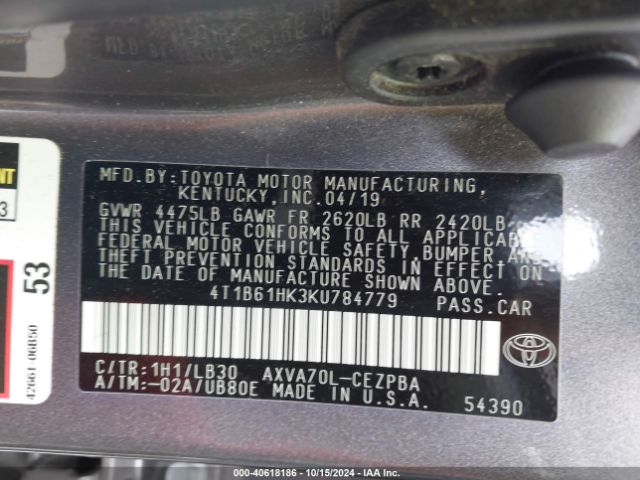 MFD.BY:TOYOTA MOTOR MANUFACTURING,
KENTUCKY,INC.04/19
GVWR 4475LB GAWR FR 2620LB RR 2420LB
THIS VEHICLE CONFORMS TO ALL APPLICABLE
FEDERAL MOTOR VEHICLE SAFETY,BUMPER AND
THEFT PREVENTION STANDARDS IN EFFECT ON
THE DATE OF MANUFACTURE SHOWN ABOVE.
4T1B61HK3KU784779 PASS.CAR
C/TR:1H1/LB30 AXVA70L-CEZPBA
A/TM:-02A/UB80E MADE IN U.S.A.
54390
53
42661-06B50
000-40618186 - 10/15/2024 - IAA Inc.